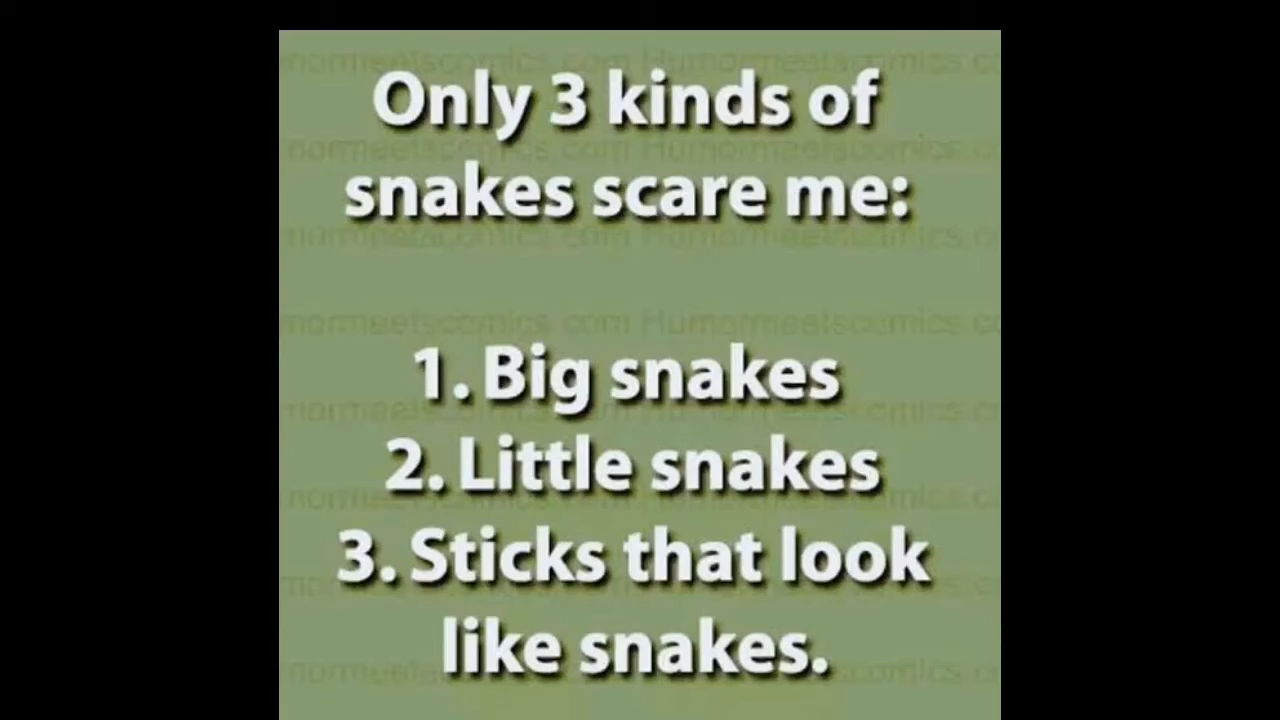 Only 3 kinds of
snakes scare me:
1. Big snakes
2. Little snakes
3. Sticks that look
like snakes.